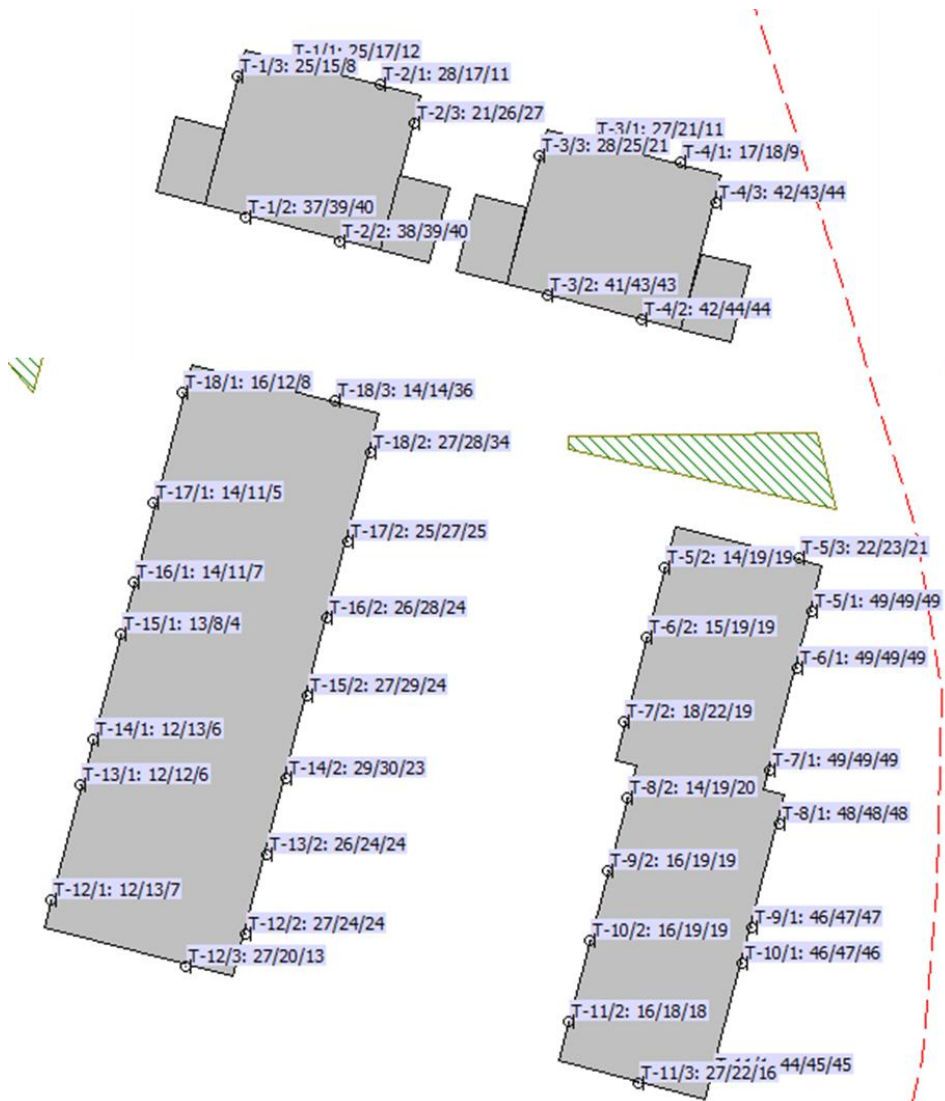 T-1/1: 25/17/12
T-1/3: 25/15/8
T-2/1: 28/17/11
T-2/3: 21/26/27
T-3/1: 27/21/11
T-3/3: 28/25/21
T-4/1: 17/18/9
T-4/3: 42/43/44
T-1/2: 37/39/40
T-2/2: 38/39/40
T-3/2: 41/43/43
T-4/2: 42/44/44
T-18/1: 16/12/8
T-18/3: 14/14/36
T-18/2: 27/28/34
T-17/1: 14/11/5
T-17/2: 25/27/25
T-5/2: 14/19/19
T-5/3: 22/23/21
T-16/1: 14/11/7
T-5/1: 49/49/49
T-16/2: 26/28/24
T-15/1: 13/8/4
T-6/2: 15/19/19
T-6/1: 49/49/49
T-15/2: 27/29/24
T-7/2: 18/22/19
T-14/1: 12/13/6
T-7/1: 49/49/49
T-14/2: 29/30/23
T-13/1: 12/12/6
T-8/2: 14/19/20
T-8/1: 48/48/48
T-13/2: 26/24/24
T-9/2: 16/19/19
T-12/1: 12/13/7
T-9/1: 46/47/47
T-12/2: 27/24/24
T-10/2: 16/19/19
T-10/1: 46/47/46
T-12/3: 27/20/13
T-11/2: 16/18/18
T-11/1: 44/45/45
T-11/3: 27/22/16